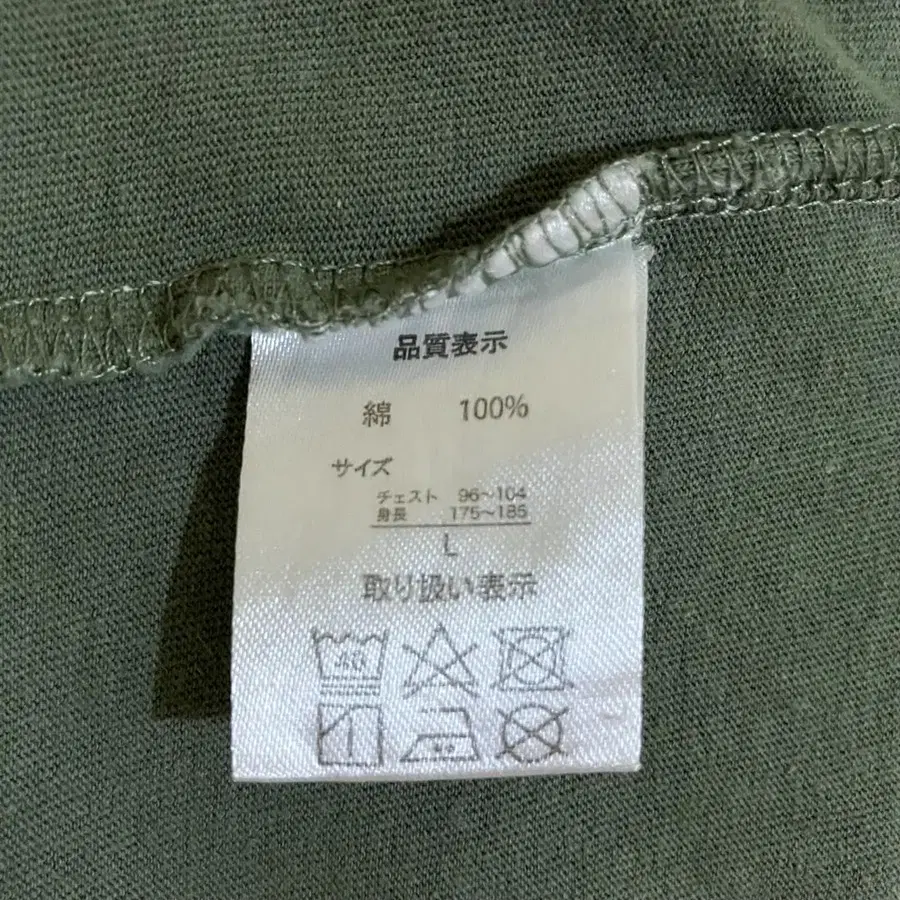 品質表示
綿 100%
サイズ
チェスト 96～104
身長 175～185
L
取り扱い表示
40